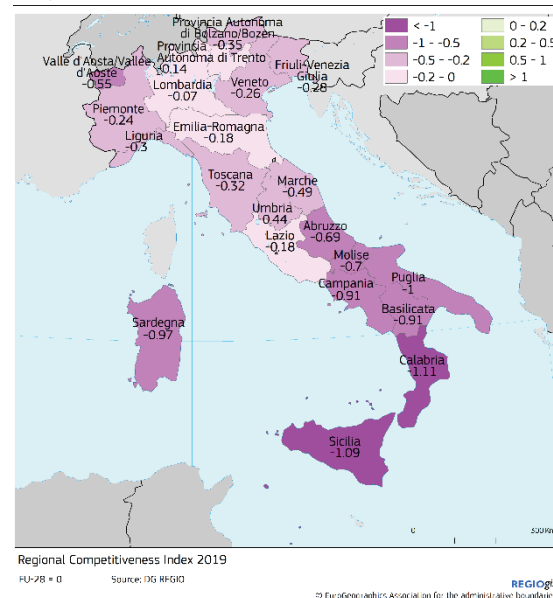 Provincia Autonoma
di Bolzano/Bozen
-0.35
Provincia
Autonoma di Trento
-0.14
Valle d'Aosta/Vallée
d'Aoste
-0.55
Friuli-Venezia
Giulia
-0.28
Lombardia
-0.07
Veneto
-0.26
Piemonte
-0.24
Emilia-Romagna
-0.18
Liguria
-0.3
Toscana
-0.32
Marche
-0.49
Umbria
-0.44
Abruzzo
-0.69
Lazio
-0.18
Molise
-0.7
Campania
-0.91
Puglia
-1
Basilicata
-0.91
Sardegna
-0.97
Calabria
-1.11
Sicilia
-1.09
< -1
-1 - -0.5
-0.5 - -0.2
-0.2 - 0
0 - 0.2
0.2 - 0.5
0.5 - 1
> 1
0 300 Km
Regional Competitiveness Index 2019
EU-28 = 0 Source: DG REGIO
REGIOgi
© EuroGeographics Association for the administrative boundarie